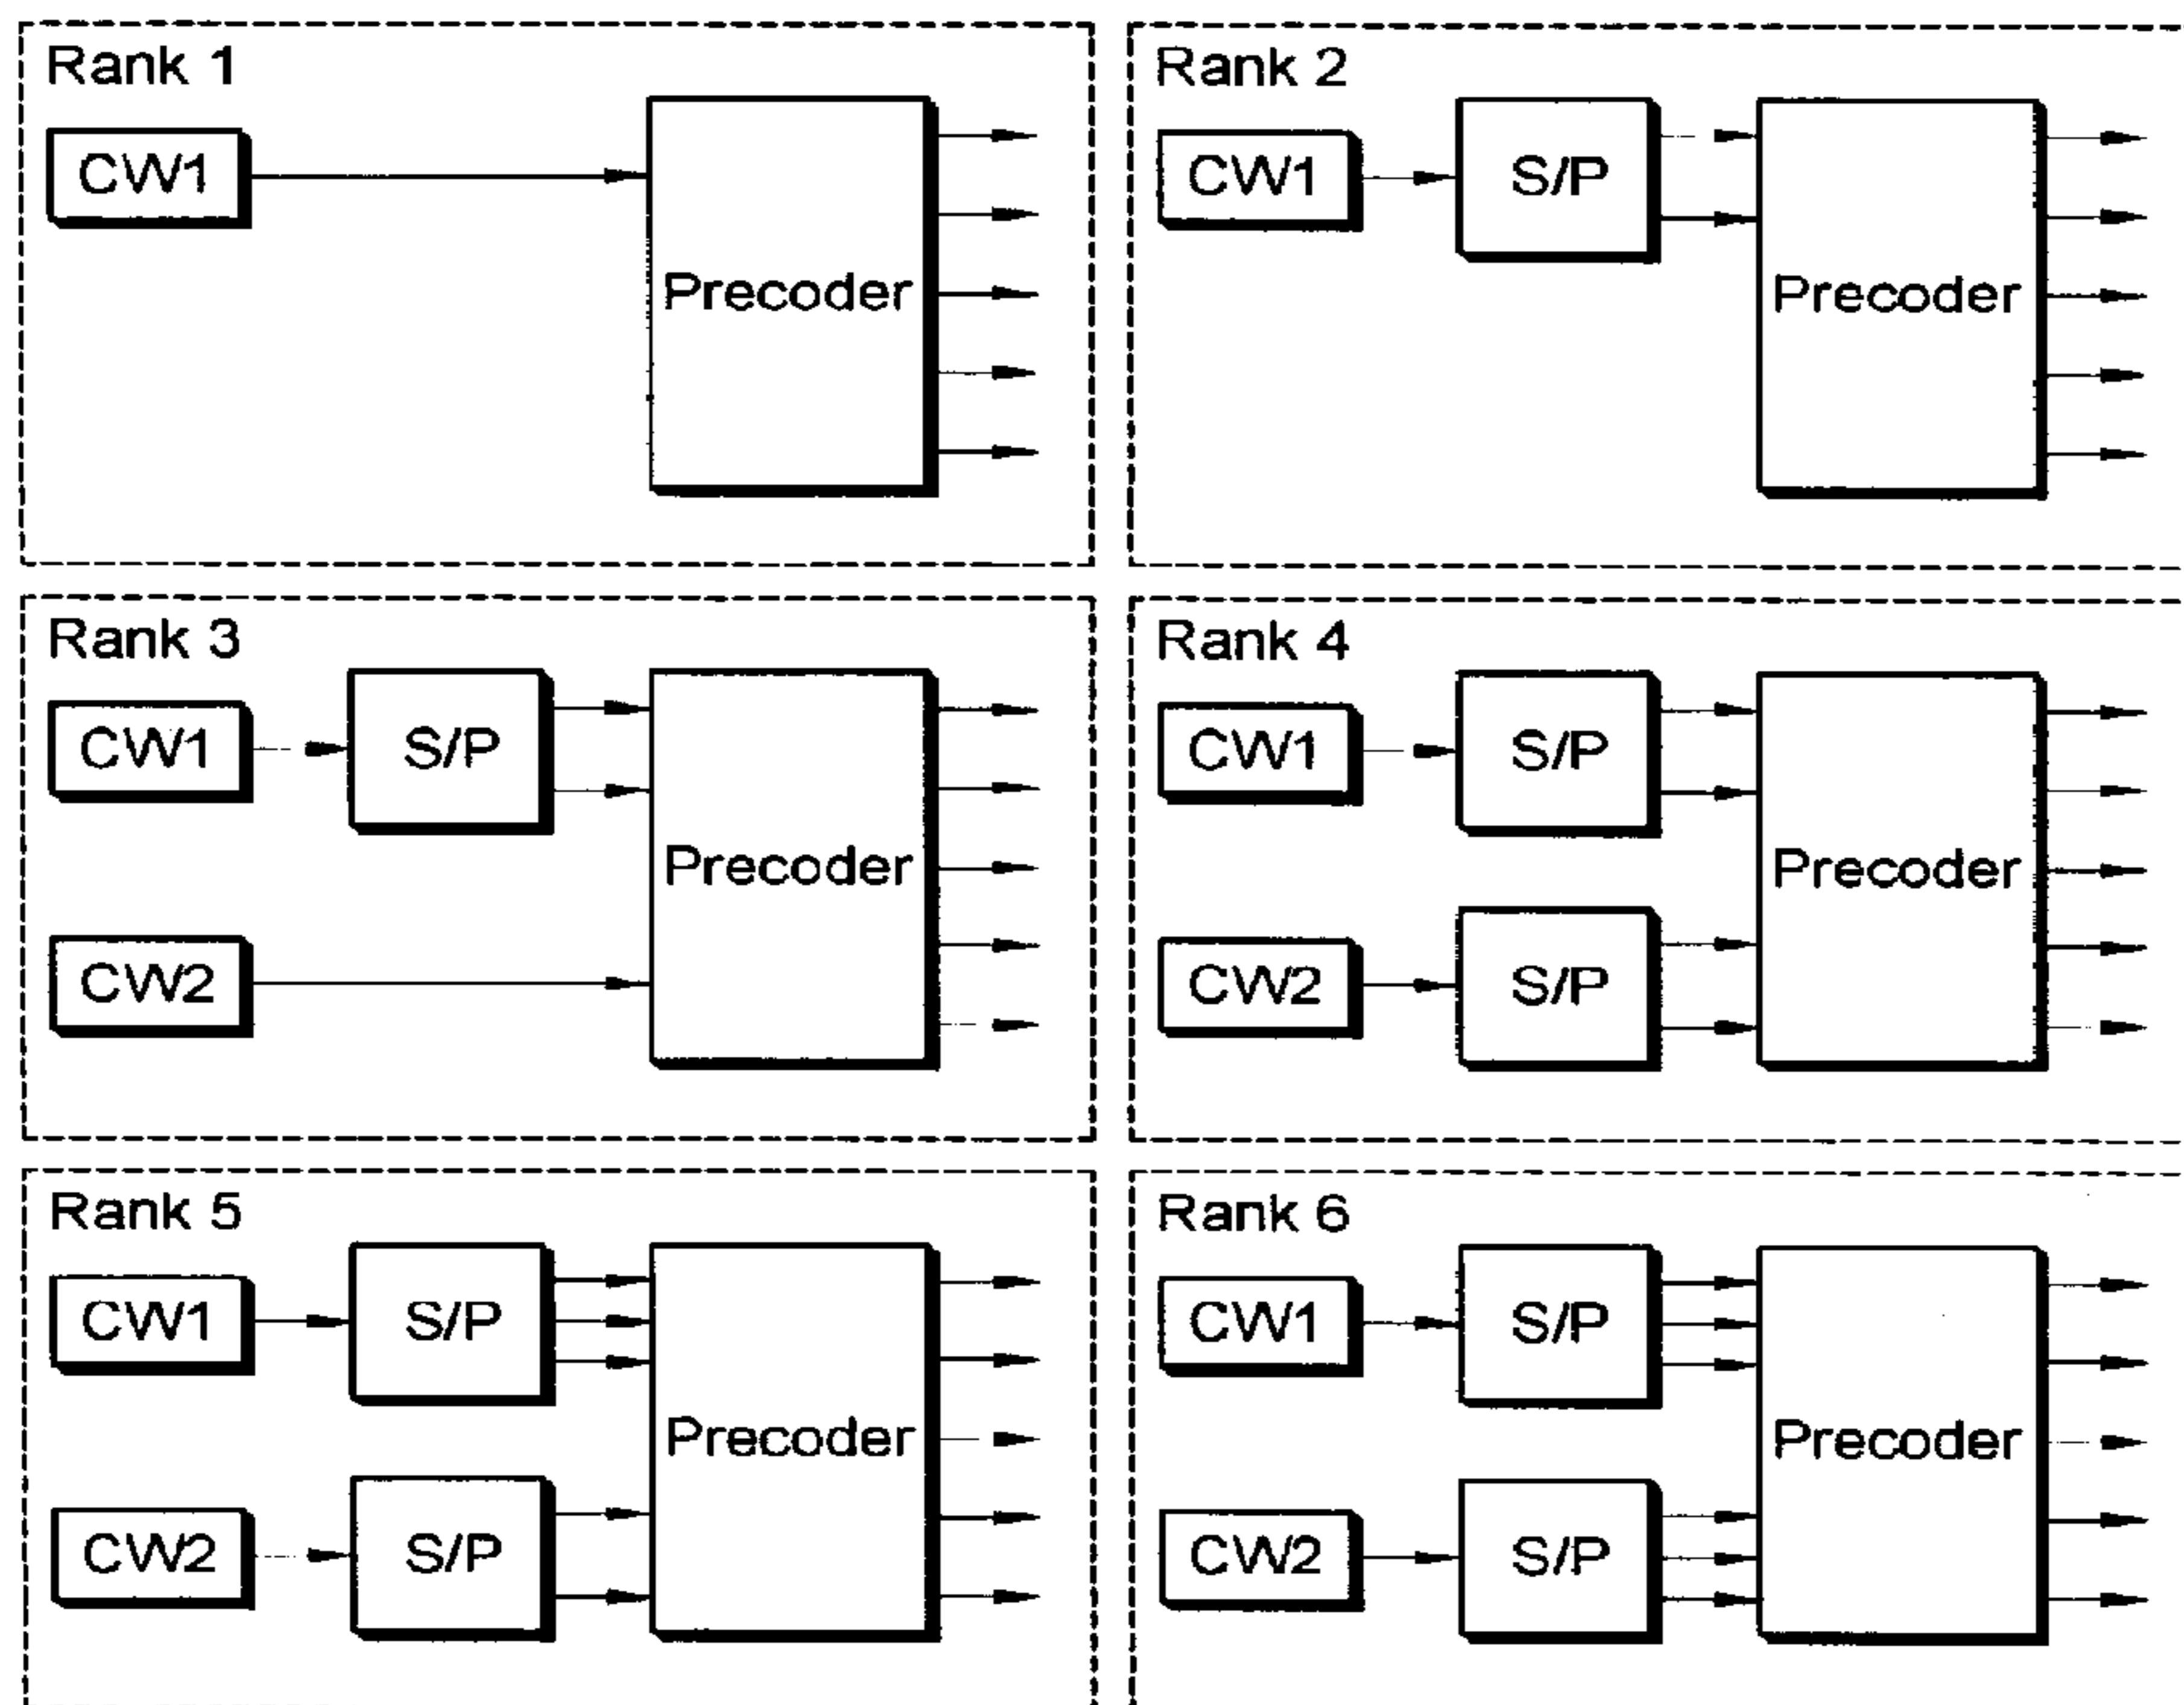 Rank 1
CW1
Precoder
Rank 2
CW1
S/P
Precoder
Rank 3
CW1
S/P
Precoder
CW2
Rank 4
CW1
S/P
Precoder
CW2
S/P
Rank 5
CW1
S/P
Precoder
CW2
S/P
Rank 6
CW1
S/P
Precoder
CW2
S/P